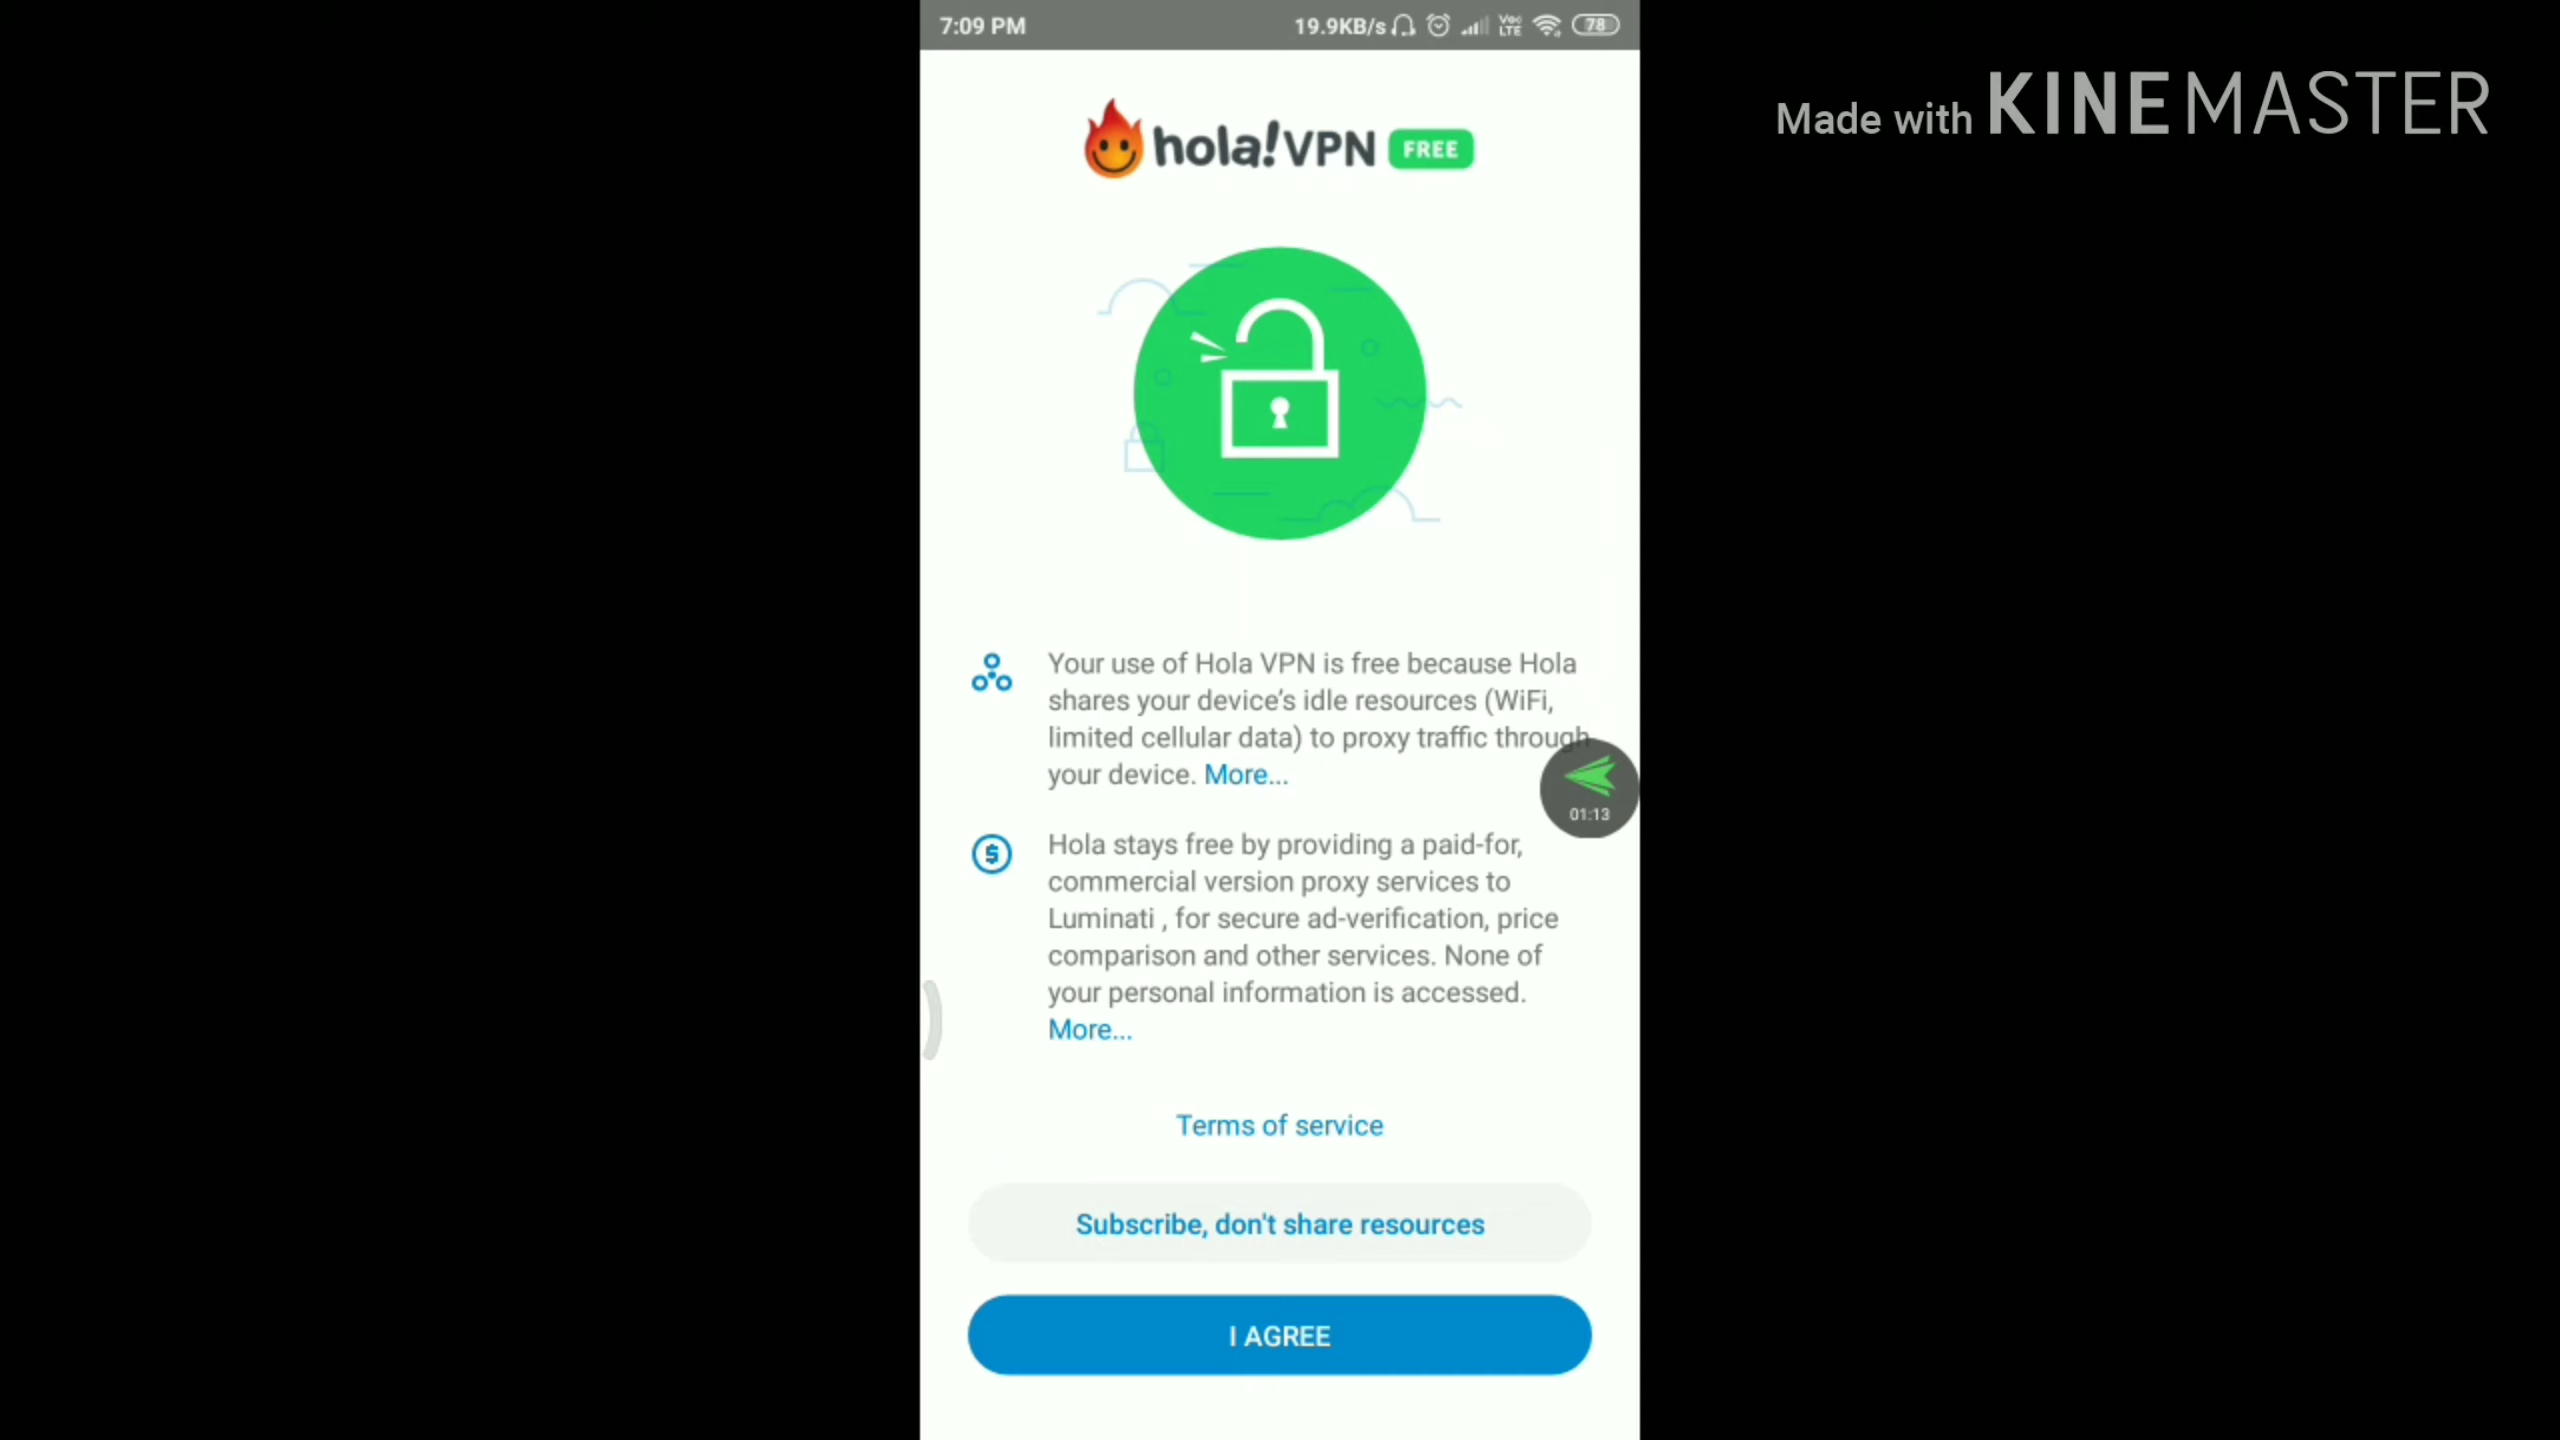 7:09 PM 19.9KB/s Vo LTE 78
Made with KINEMASTER
hola! VPN FREE
Your use of Hola VPN is free because Hola
shares your device's idle resources (WiFi,
limited cellular data) to proxy traffic through
your device. More...
01:13
Hola stays free by providing a paid-for,
commercial version proxy services to
Luminati , for secure ad-verification, price
comparison and other services. None of
your personal information is accessed.
More...
Terms of service
Subscribe, don't share resources
I AGREE